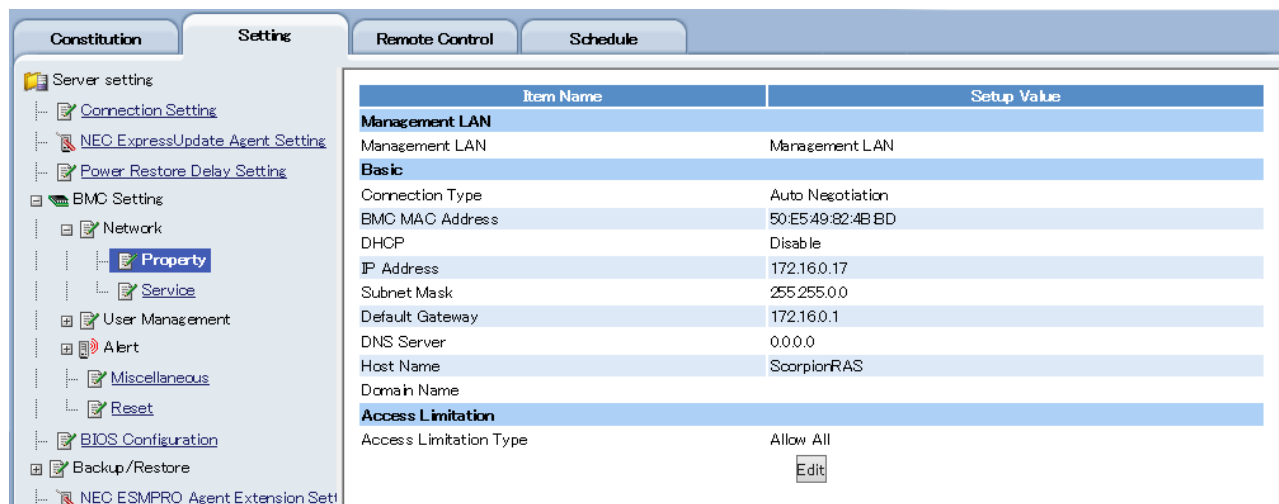 Constitution
Setting
Remote Control
Schedule
Server setting
Connection Setting
NEC ExpressUpdate Agent Setting
Power Restore Delay Setting
BMC Setting
Network
Property
Service
User Management
Alert
Miscellaneous
Reset
BIOS Configuration
Backup/Restore
NEC ESMPRO Agent Extension Sett
Item Name Setup Value
Management LAN
Management LAN Management LAN
Basic
Connection Type Auto Negotiation
BMC MAC Address 50:E5:49:82:4B:BD
DHCP Disable
IP Address 172.16.0.17
Subnet Mask 255.255.0.0
Default Gateway 172.16.0.1
DNS Server 0.0.0.0
Host Name ScorpionRAS
Domain Name
Access Limitation
Access Limitation Type Allow All
Edit